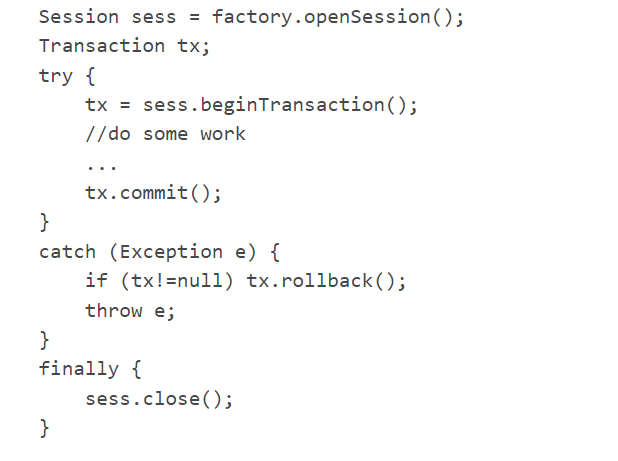 Session sess = factory.openSession();
Transaction tx;
try {
    tx = sess.beginTransaction();
    //do some work
    ...
    tx.commit();
}
catch (Exception e) {
    if (tx!=null) tx.rollback();
    throw e;
}
finally {
    sess.close();
}